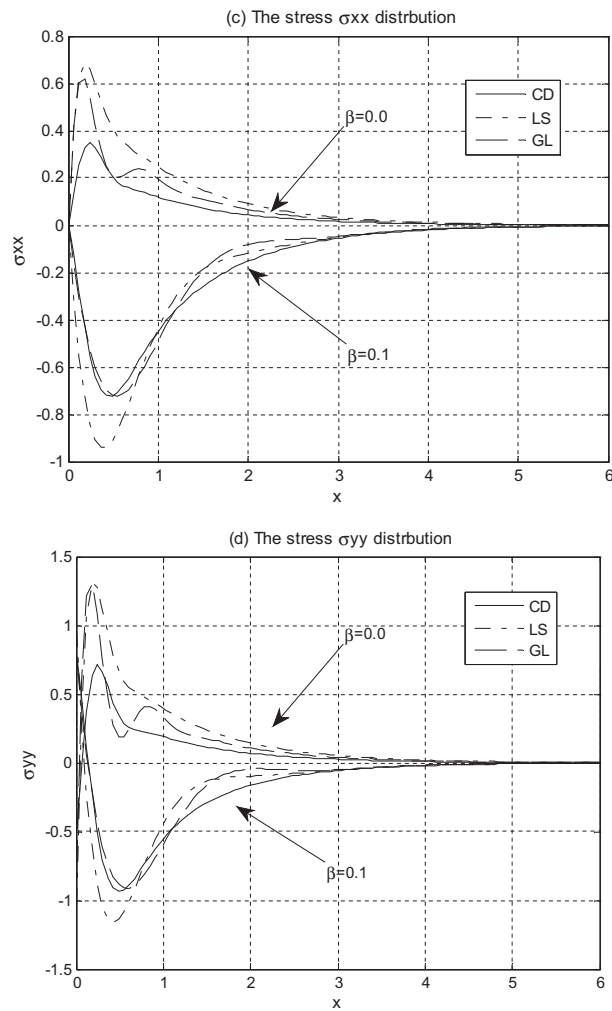 (c) The stress σxx distrbution
0.8
0.6
0.4
0.2
0
-0.2
-0.4
-0.6
-0.8
-1
σxx
CD
LS
GL
β=0.0
β=0.1
0 1 2 3 4 5 6
x
(d) The stress σyy distrbution
1.5
1
0.5
0
-0.5
-1
-1.5
σyy
CD
LS
GL
β=0.0
β=0.1
0 1 2 3 4 5 6
x